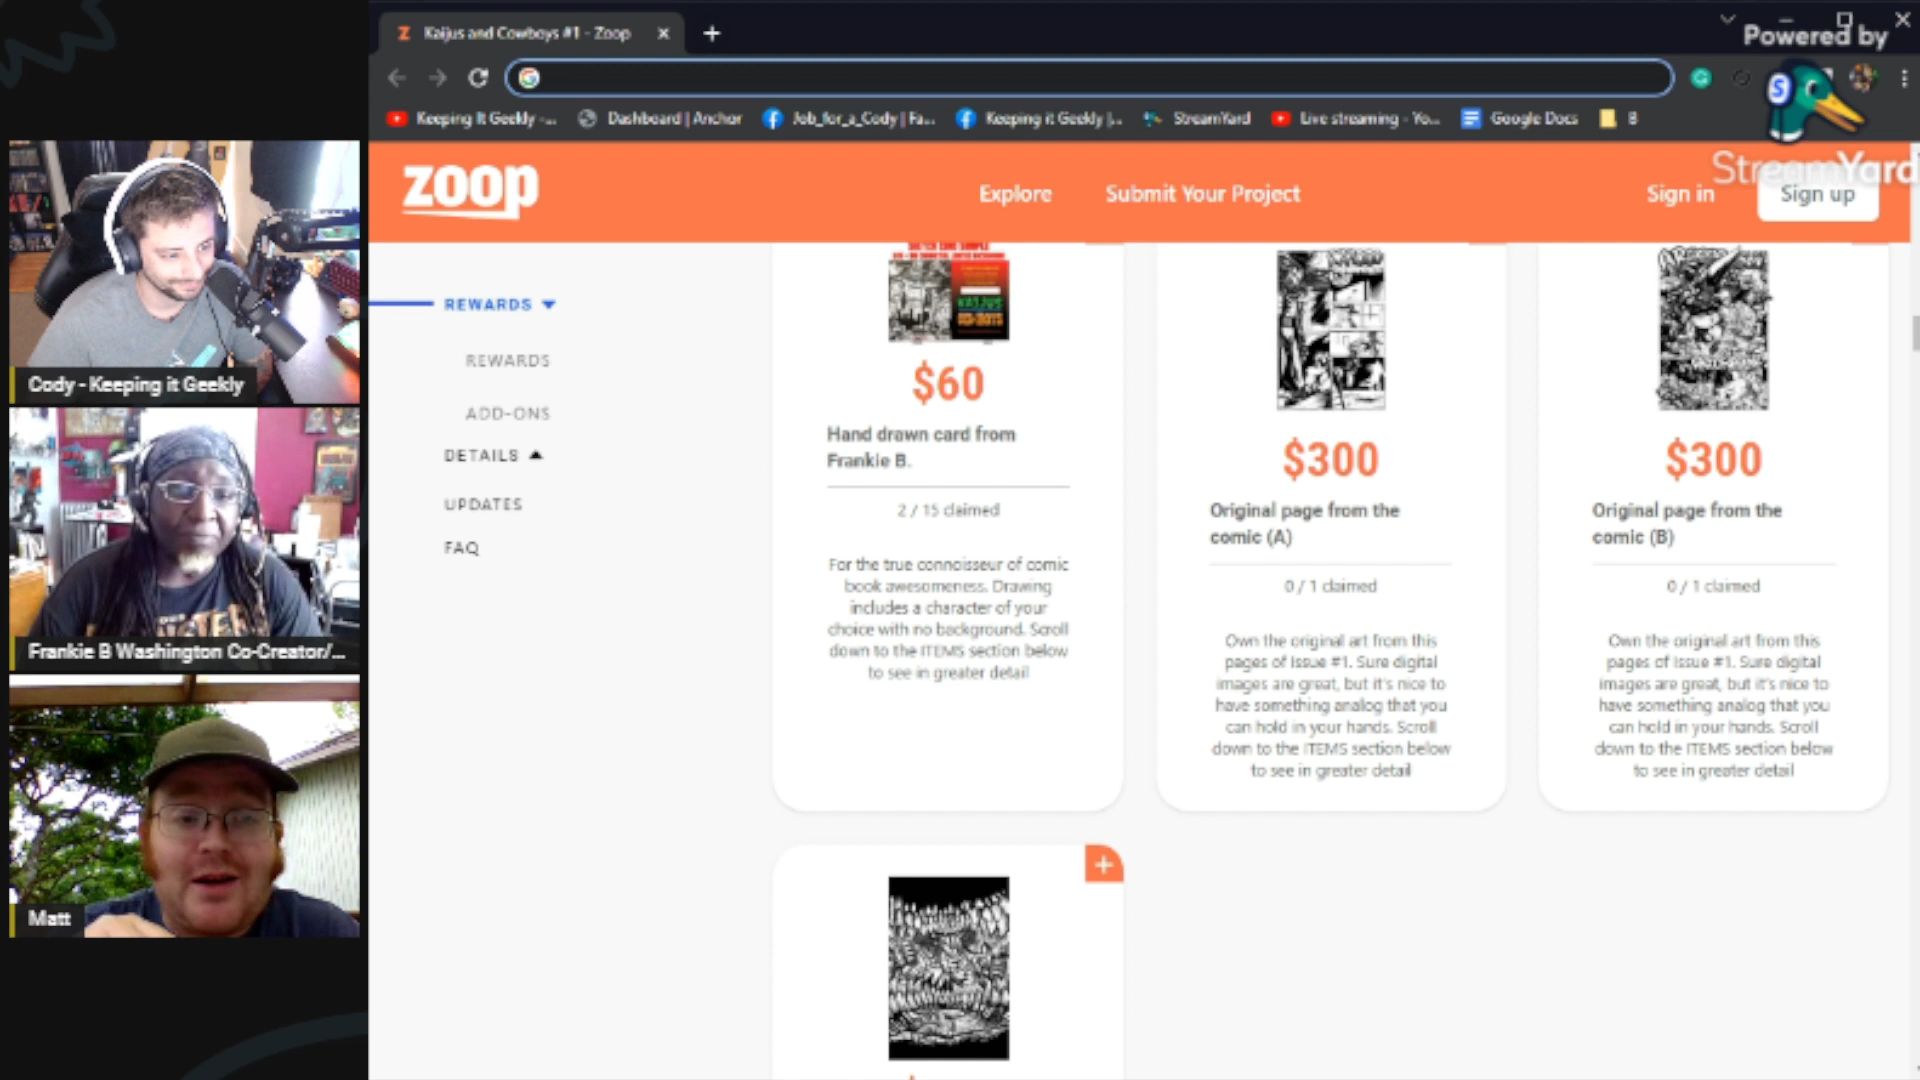 Kaijus and Cowboys #1 - Zoop
Powered by
Keeping It Geekly -...
Dashboard | Anchor
Job_for_a_Cody | Fa...
Keeping it Geekly |...
StreamYard
Live streaming - Yo...
Google Docs
B
S
StreamYard
zoop
Explore
Submit Your Project
Sign in
Sign up
REWARDS
REWARDS
ADD-ONS
DETAILS
UPDATES
FAQ
$60
Hand drawn card from
Frankie B.
2 / 15 claimed
For the true connoisseur of comic
book awesomeness. Drawing
includes a character of your
choice with no background. Scroll
down to the ITEMS section below
to see in greater detail
$300
Original page from the
comic (A)
0 / 1 claimed
Own the original art from this
pages of Issue #1. Sure digital
images are great, but it's nice to
have something analog that you
can hold in your hands. Scroll
down to the ITEMS section below
to see in greater detail
$300
Original page from the
comic (B)
0 / 1 claimed
Own the original art from this
pages of Issue #1. Sure digital
images are great, but it's nice to
have something analog that you
can hold in your hands. Scroll
down to the ITEMS section below
to see in greater detail
Cody - Keeping it Geekly
Frankie B Washington Co-Creator/...
Matt